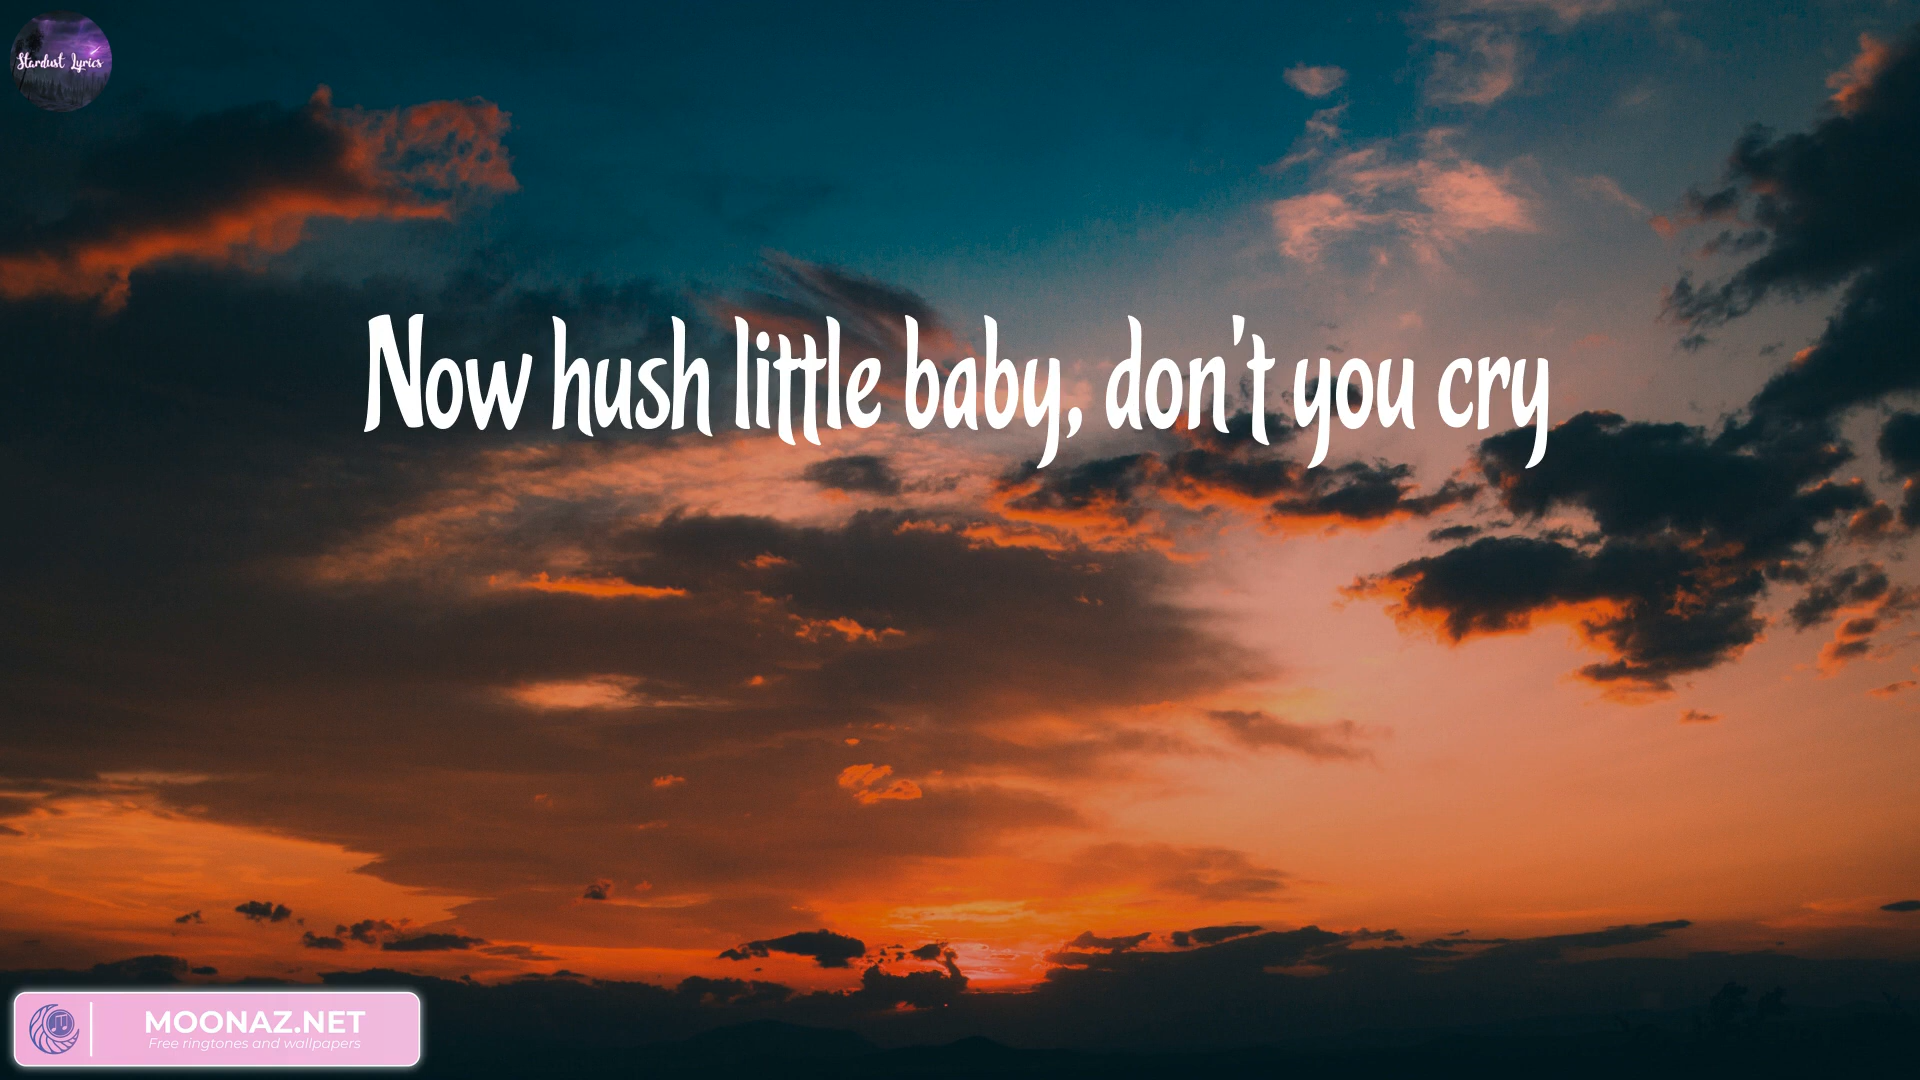 Stardust Lyrics
Now hush little baby, don't you cry
MOONAZ.NET
Free ringtones and wallpapers